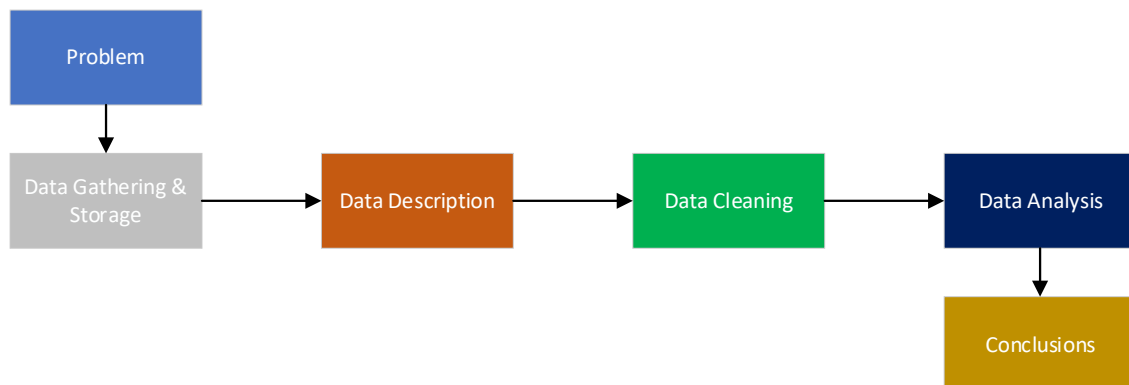 Problem
Data Gathering &
Storage
Data Description
Data Cleaning
Data Analysis
Conclusions